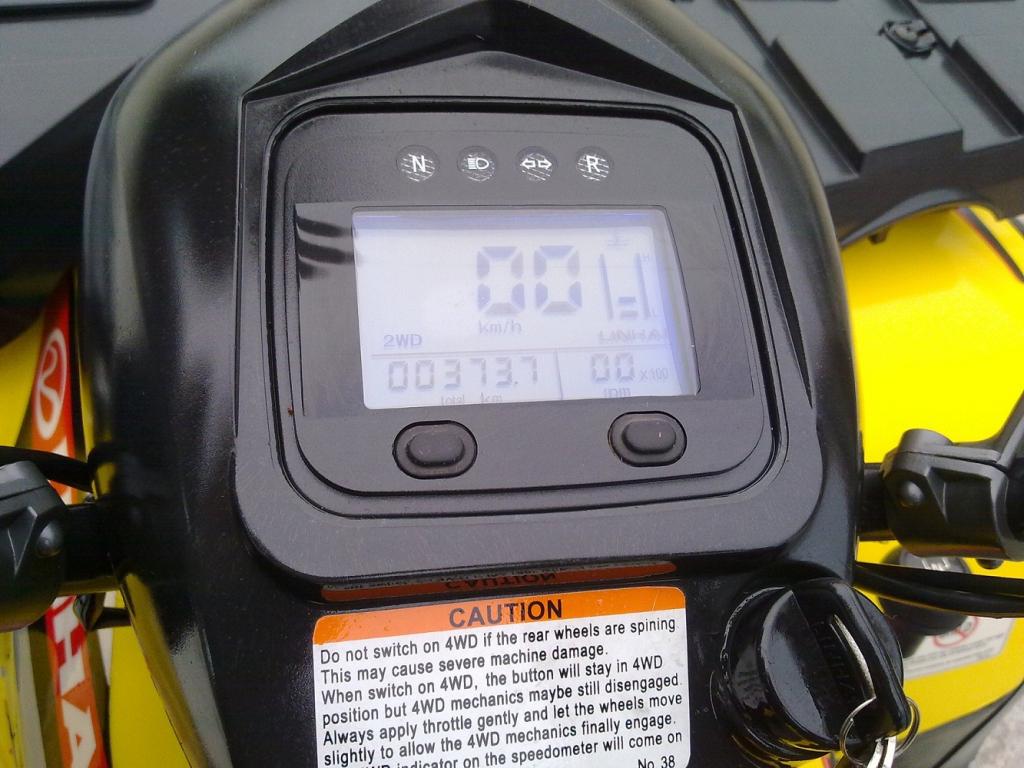 N R
00
H
km/h
L
2WD
LINHAI
00373.7 00 X100
total km rpm
CAUTION
CAUTION
Do not switch on 4WD if the rear wheels are spining.
This may cause severe machine damage.
When switch on 4WD, the button will stay in 4WD
position but 4WD mechanics maybe still disengaged.
Always apply throttle gently and let the wheels move
slightly to allow the 4WD mechanics finally engage.
indicator on the speedometer will come on
No.38
HA